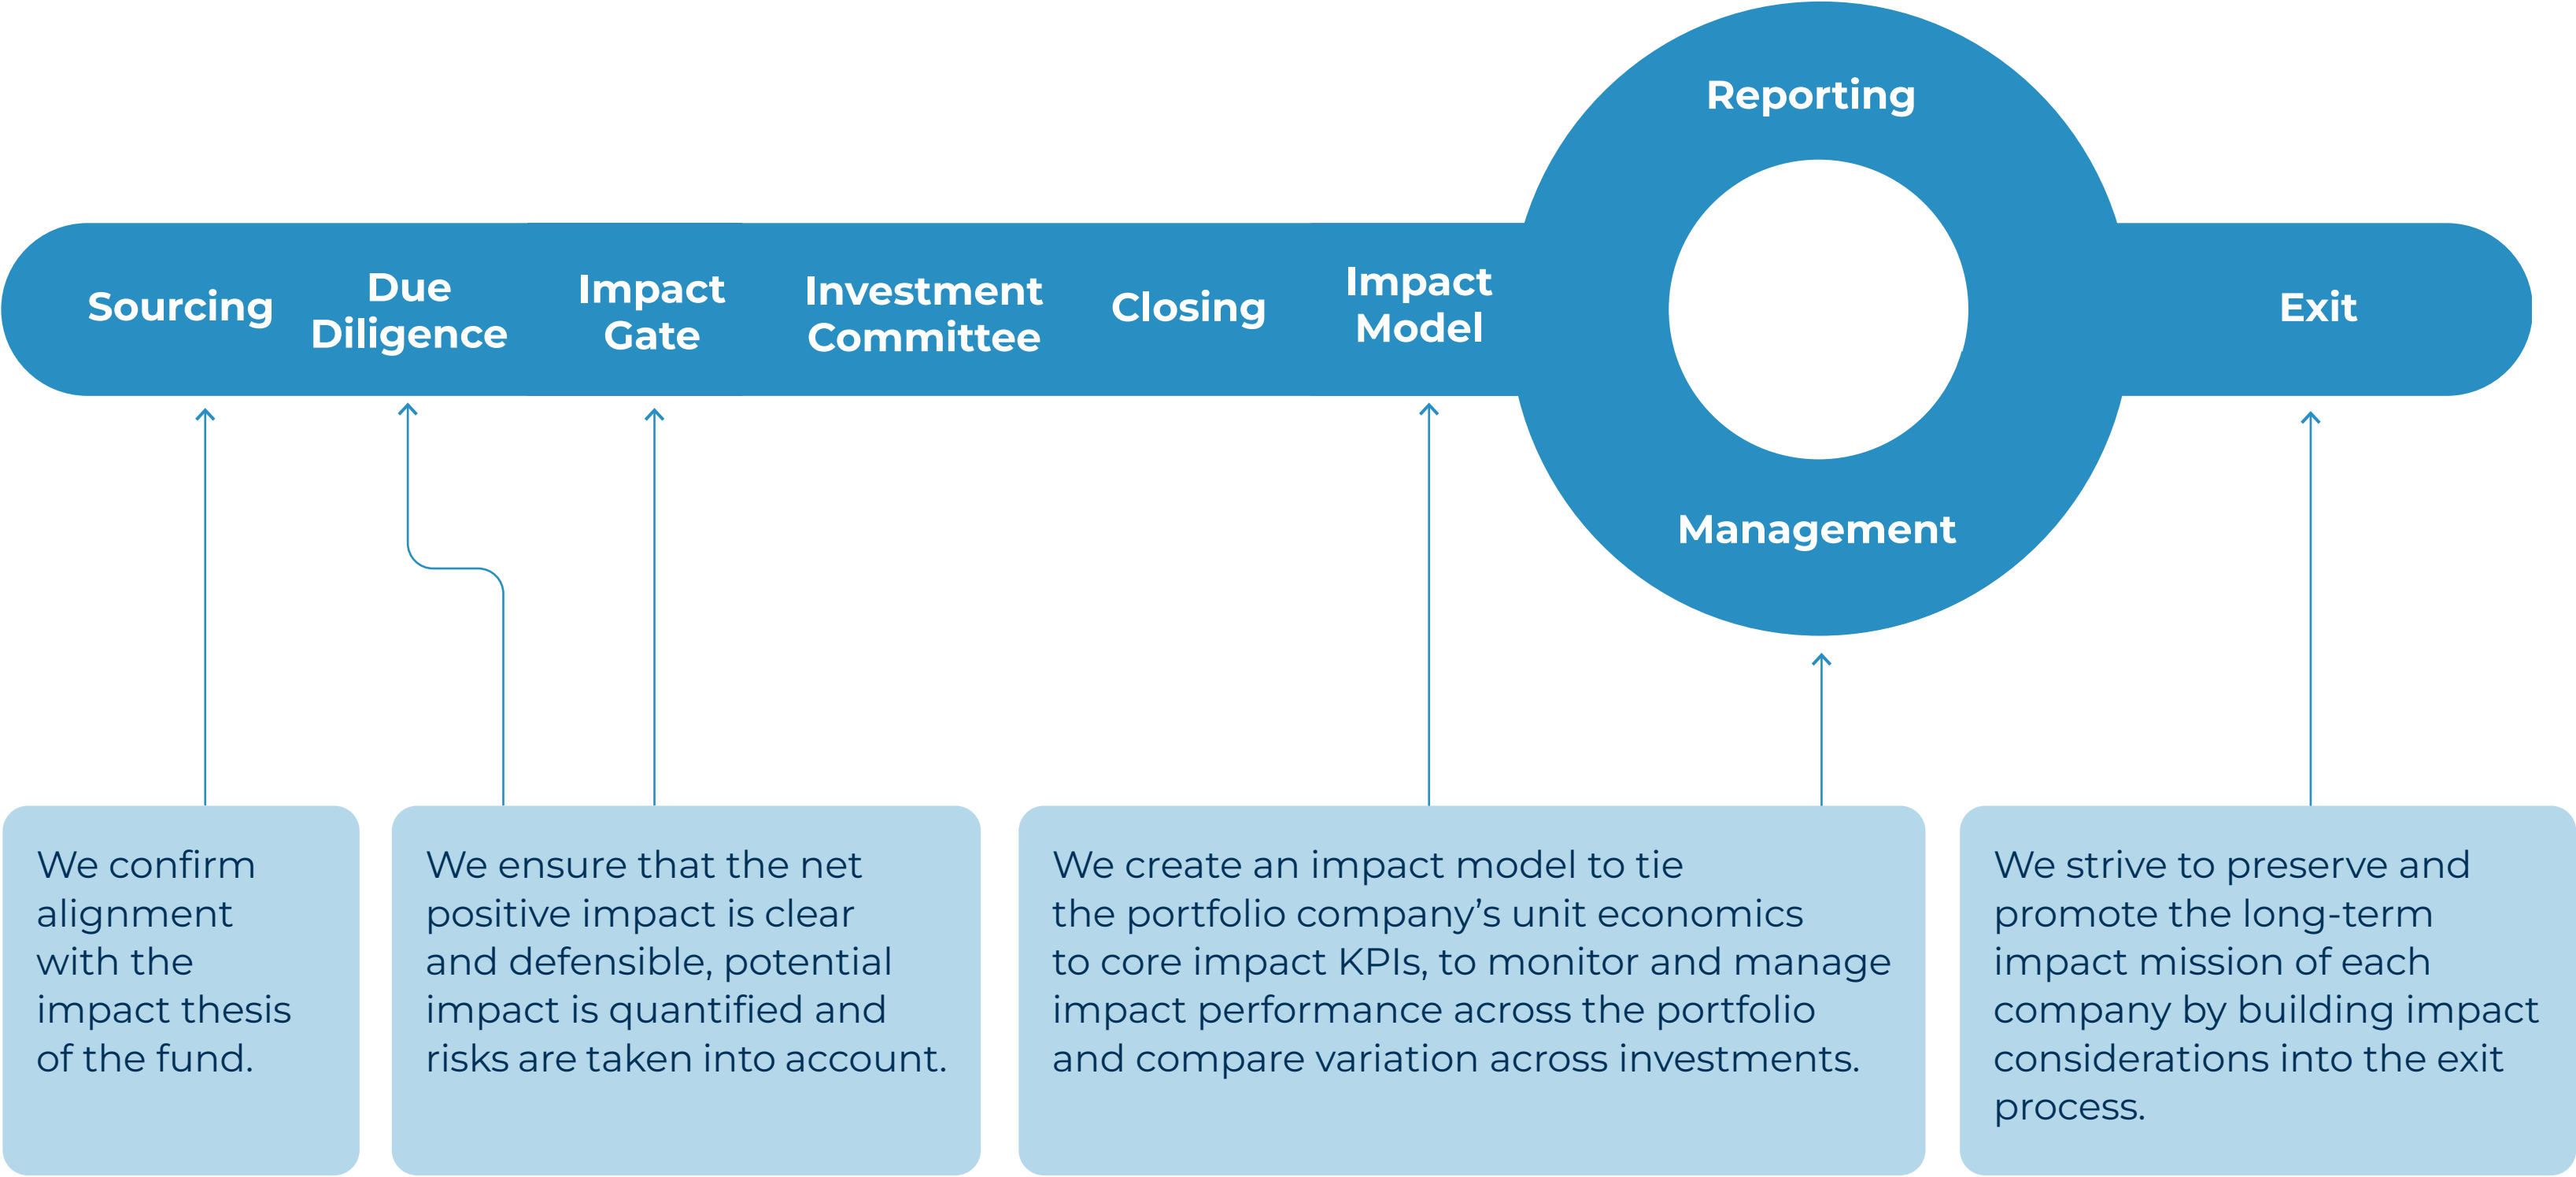 Reporting
Sourcing
Due
Diligence
Impact
Gate
Investment
Committee
Closing
Impact
Model
Exit
Management
We confirm
alignment
with the
impact thesis
of the fund.
We ensure that the net
positive impact is clear
and defensible, potential
impact is quantified and
risks are taken into account.
We create an impact model to tie
the portfolio company’s unit economics
to core impact KPIs, to monitor and manage
impact performance across the portfolio
and compare variation across investments.
We strive to preserve and
promote the long-term
impact mission of each
company by building impact
considerations into the exit
process.